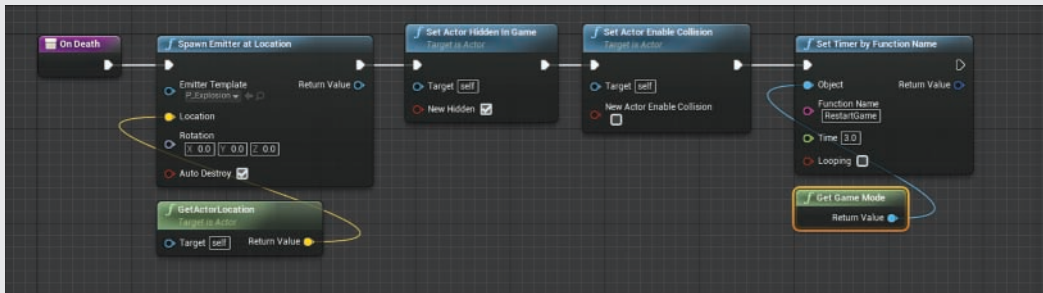 On Death
f Spawn Emitter at Location
Emitter Template
P_Explosion
Return Value
Location
Rotation
X 0.0 Y 0.0 Z 0.0
Auto Destroy
f GetActorLocation
Target is Actor
Target self
Return Value
f Set Actor Hidden In Game
Target is Actor
Target self
New Hidden
f Set Actor Enable Collision
Target is Actor
Target self
New Actor Enable Collision
f Set Timer by Function Name
Object
Return Value
Function Name
RestartGame
Time 3.0
Looping
f Get Game Mode
Return Value